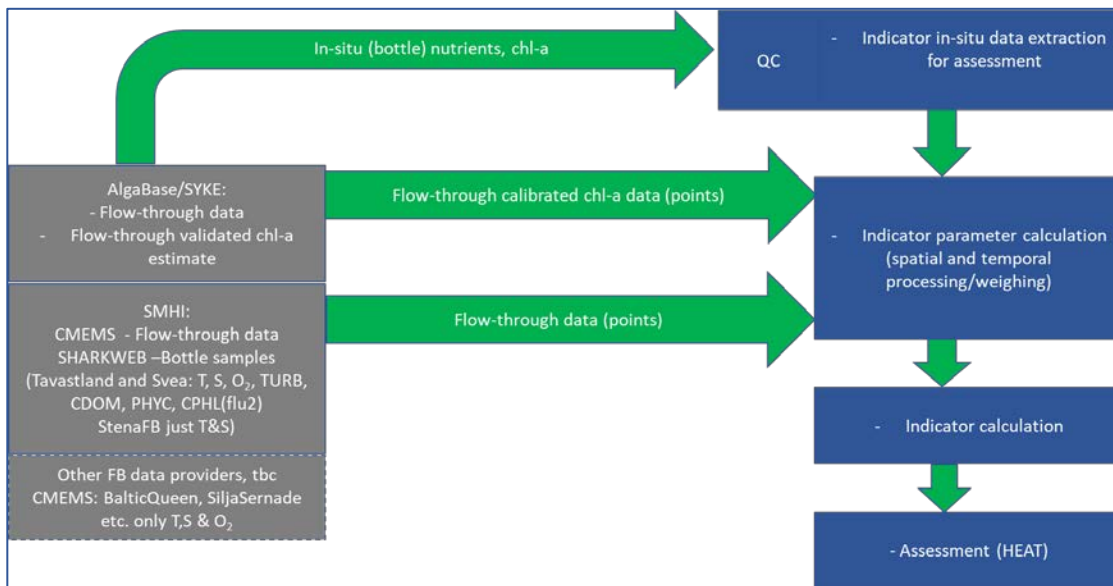 In-situ (bottle) nutrients, chl-a
QC
- Indicator in-situ data extraction
for assessment
AlgaBase/SYKE:
- Flow-through data
- Flow-through validated chl-a
estimate
Flow-through calibrated chl-a data (points)
- Indicator parameter calculation
(spatial and temporal
processing/weighing)
SMHI:
CMEMS - Flow-through data
SHARKWEB –Bottle samples
(Tavastland and Svea: T, S, O₂, TURB,
CDOM, PHYC, CPHL(flu2)
StenaFB just T&S)
Flow-through data (points)
- Indicator calculation
Other FB data providers, tbc
CMEMS: BalticQueen, SiljaSernade
etc. only T,S & O₂
- Assessment (HEAT)